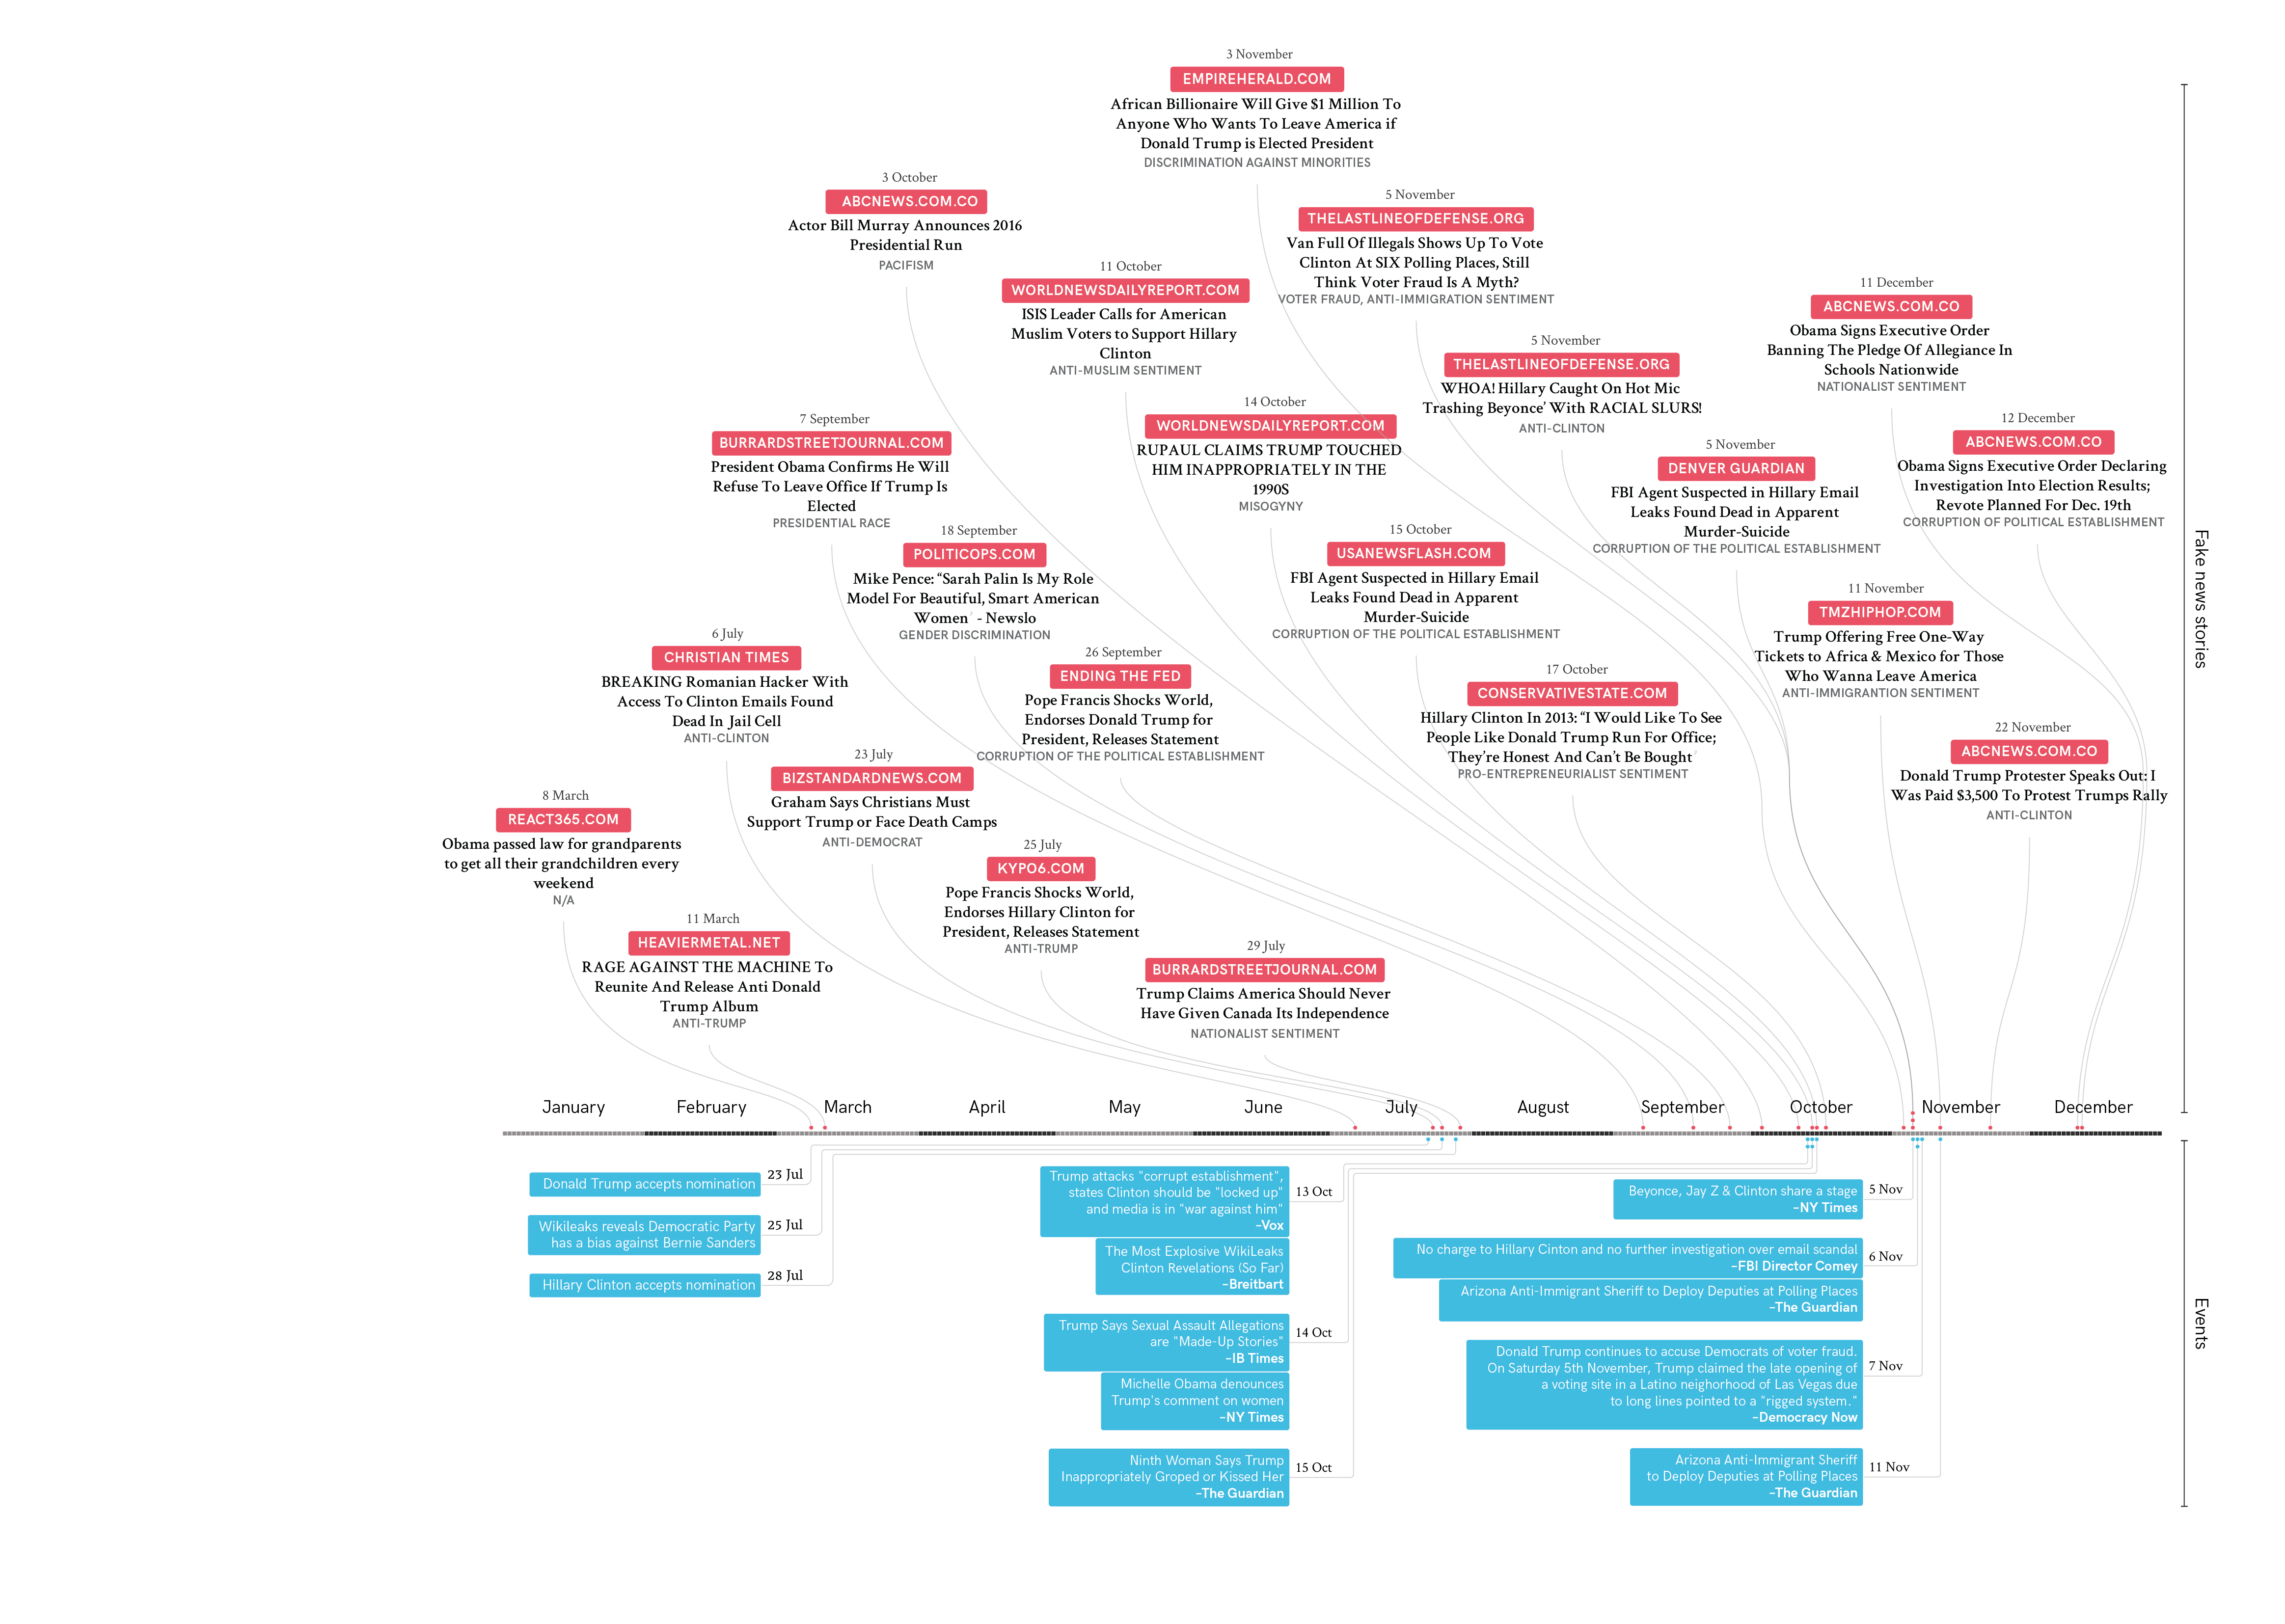 3 November
EMPIREHERALD.COM
African Billionaire Will Give $1 Million To
Anyone Who Wants To Leave America if
Donald Trump is Elected President
DISCRIMINATION AGAINST MINORITIES
3 October
ABCNEWS.COM.CO
Actor Bill Murray Announces 2016
Presidential Run
PACIFISM
5 November
THELASTLINEOFDEFENSE.ORG
Van Full Of Illegals Shows Up To Vote
Clinton At SIX Polling Places, Still
Think Voter Fraud Is A Myth?
VOTER FRAUD, ANTI-IMMIGRATION SENTIMENT
11 October
WORLDNEWSDAILYREPORT.COM
ISIS Leader Calls for American
Muslim Voters to Support Hillary
Clinton
ANTI-MUSLIM SENTIMENT
11 December
ABCNEWS.COM.CO
Obama Signs Executive Order
Banning The Pledge Of Allegiance In
Schools Nationwide
NATIONALIST SENTIMENT
5 November
THELASTLINEOFDEFENSE.ORG
WHOA! Hillary Caught On Hot Mic
Trashing Beyonce' With RACIAL SLURS!
ANTI-CLINTON
14 October
WORLDNEWSDAILYREPORT.COM
RUPAUL CLAIMS TRUMP TOUCHED
HIM INAPPROPRIATELY IN THE
1990S
MISOGYNY
7 September
BURRARDSTREETJOURNAL.COM
President Obama Confirms He Will
Refuse To Leave Office If Trump Is
Elected
PRESIDENTIAL RACE
12 December
ABCNEWS.COM.CO
Obama Signs Executive Order Declaring
Investigation Into Election Results;
Revote Planned For Dec. 19th
CORRUPTION OF POLITICAL ESTABLISHMENT
5 November
DENVER GUARDIAN
FBI Agent Suspected in Hillary Email
Leaks Found Dead in Apparent
Murder-Suicide
CORRUPTION OF THE POLITICAL ESTABLISHMENT
18 September
POLITICOPS.COM
Mike Pence: “Sarah Palin Is My Role
Model For Beautiful, Smart American
Women” - Newslo
GENDER DISCRIMINATION
15 October
USANEWSFLASH.COM
FBI Agent Suspected in Hillary Email
Leaks Found Dead in Apparent
Murder-Suicide
CORRUPTION OF THE POLITICAL ESTABLISHMENT
11 November
TMZHIPHOP.COM
Trump Offering Free One-Way
Tickets to Africa & Mexico for Those
Who Wanna Leave America
ANTI-IMMIGRANTION SENTIMENT
6 July
CHRISTIAN TIMES
BREAKING Romanian Hacker With
Access To Clinton Emails Found
Dead In Jail Cell
ANTI-CLINTON
26 September
ENDING THE FED
Pope Francis Shocks World,
Endorses Donald Trump for
President, Releases Statement
CORRUPTION OF THE POLITICAL ESTABLISHMENT
17 October
CONSERVATIVESTATE.COM
Hillary Clinton In 2013: “I Would Like To See
People Like Donald Trump Run For Office;
They’re Honest And Can’t Be Bought”
PRO-ENTREPRENEURIALIST SENTIMENT
22 November
ABCNEWS.COM.CO
Donald Trump Protester Speaks Out: I
Was Paid $3,500 To Protest Trumps Rally
ANTI-CLINTON
23 July
BIZSTANDARDNEWS.COM
Graham Says Christians Must
Support Trump or Face Death Camps
ANTI-DEMOCRAT
8 March
REACT365.COM
Obama passed law for grandparents
to get all their grandchildren every
weekend
N/A
25 July
KYPO6.COM
Pope Francis Shocks World,
Endorses Hillary Clinton for
President, Releases Statement
ANTI-TRUMP
11 March
HEAVIERMETAL.NET
RAGE AGAINST THE MACHINE To
Reunite And Release Anti Donald
Trump Album
ANTI-TRUMP
29 July
BURRARDSTREETJOURNAL.COM
Trump Claims America Should Never
Have Given Canada Its Independence
NATIONALIST SENTIMENT
Fake news stories
January February March April May June July August September October November December
Donald Trump accepts nomination
23 Jul
Wikileaks reveals Democratic Party
has a bias against Bernie Sanders
25 Jul
Hillary Clinton accepts nomination
28 Jul
Trump attacks "corrupt establishment",
states Clinton should be "locked up"
and media is in "war against him"
–Vox
13 Oct
The Most Explosive WikiLeaks
Clinton Revelations (So Far)
–Breitbart
Trump Says Sexual Assault Allegations
are "Made-Up Stories"
–IB Times
14 Oct
Michelle Obama denounces
Trump's comment on women
–NY Times
Ninth Woman Says Trump
Inappropriately Groped or Kissed Her
–The Guardian
15 Oct
Beyonce, Jay Z & Clinton share a stage
–NY Times
5 Nov
No charge to Hillary Cinton and no further investigation over email scandal
–FBI Director Comey
6 Nov
Arizona Anti-Immigrant Sheriff to Deploy Deputies at Polling Places
–The Guardian
Donald Trump continues to accuse Democrats of voter fraud.
On Saturday 5th November, Trump claimed the late opening of
a voting site in a Latino neighorhood of Las Vegas due
to long lines pointed to a "rigged system."
–Democracy Now
7 Nov
Arizona Anti-Immigrant Sheriff
to Deploy Deputies at Polling Places
–The Guardian
11 Nov
Events